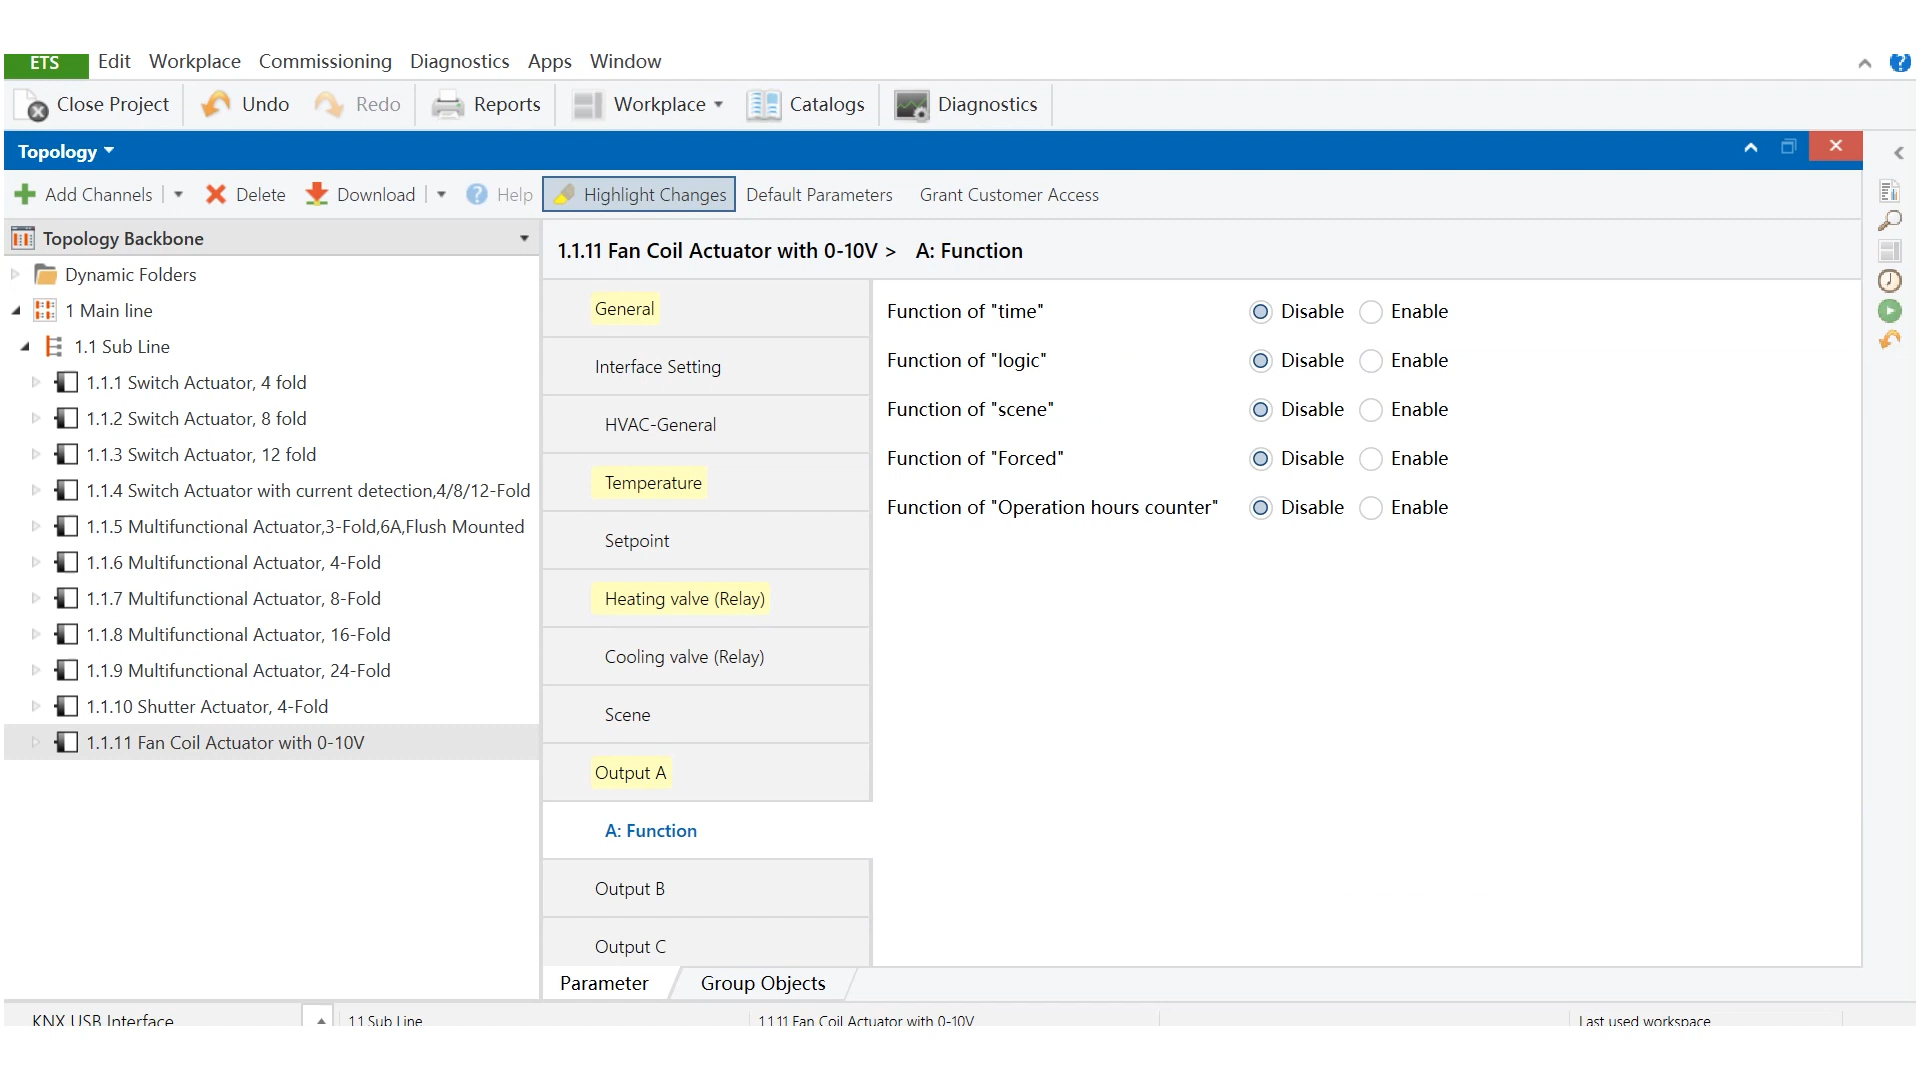 ETS Edit Workplace Commissioning Diagnostics Apps Window
Close Project Undo Redo Reports Workplace Catalogs Diagnostics
Topology
Add Channels Delete Download Help Highlight Changes Default Parameters Grant Customer Access
Topology Backbone
Dynamic Folders
1 Main line
1.1 Sub Line
1.1.1 Switch Actuator, 4 fold
1.1.2 Switch Actuator, 8 fold
1.1.3 Switch Actuator, 12 fold
1.1.4 Switch Actuator with current detection,4/8/12-Fold
1.1.5 Multifunctional Actuator,3-Fold,6A,Flush Mounted
1.1.6 Multifunctional Actuator, 4-Fold
1.1.7 Multifunctional Actuator, 8-Fold
1.1.8 Multifunctional Actuator, 16-Fold
1.1.9 Multifunctional Actuator, 24-Fold
1.1.10 Shutter Actuator, 4-Fold
1.1.11 Fan Coil Actuator with 0-10V
1.1.11 Fan Coil Actuator with 0-10V > A: Function
General
Interface Setting
HVAC-General
Temperature
Setpoint
Heating valve (Relay)
Cooling valve (Relay)
Scene
Output A
A: Function
Output B
Output C
Function of "time" Disable Enable
Function of "logic" Disable Enable
Function of "scene" Disable Enable
Function of "Forced" Disable Enable
Function of "Operation hours counter" Disable Enable
Parameter Group Objects
KNX USB Interface 1.1 Sub Line 1.1.11 Fan Coil Actuator with 0-10V Last used workspace